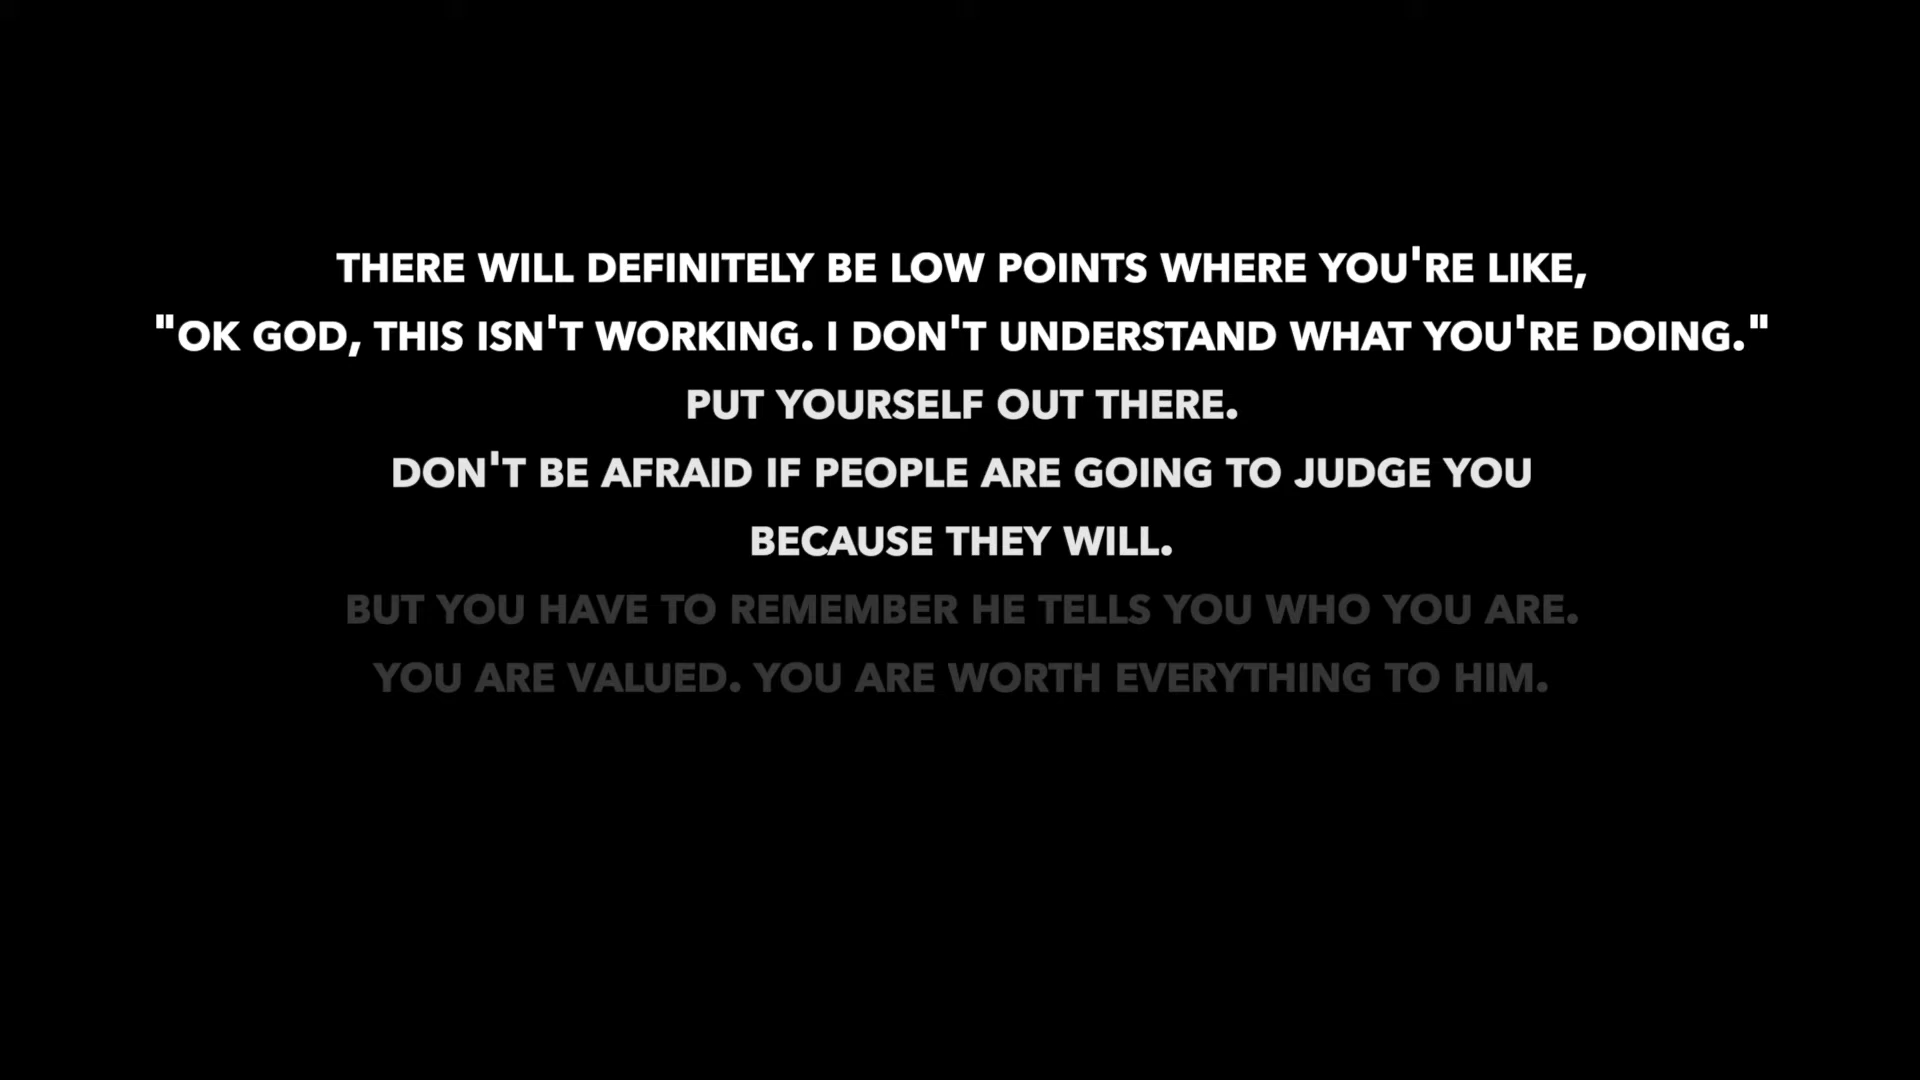 THERE WILL DEFINITELY BE LOW POINTS WHERE YOU'RE LIKE,
"OK GOD, THIS ISN'T WORKING. I DON'T UNDERSTAND WHAT YOU'RE DOING."
PUT YOURSELF OUT THERE.
DON'T BE AFRAID IF PEOPLE ARE GOING TO JUDGE YOU
BECAUSE THEY WILL.
BUT YOU HAVE TO REMEMBER HE TELLS YOU WHO YOU ARE.
YOU ARE VALUED. YOU ARE WORTH EVERYTHING TO HIM.